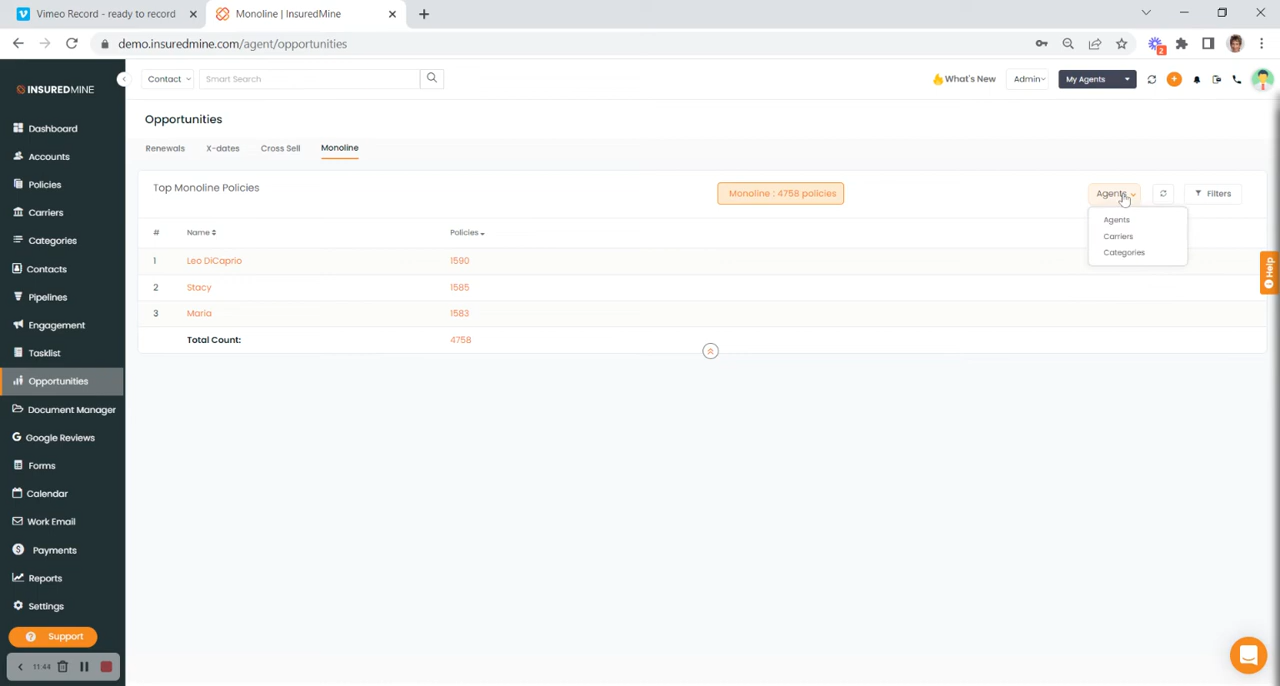 Vimeo Record - ready to record
Monoline | InsuredMine
demo.insuredmine.com/agent/opportunities
2
INSUREDMINE
Contact
Smart Search
What's New
Admin
My Agents
Dashboard
Accounts
Policies
Carriers
Categories
Contacts
Pipelines
Engagement
Tasklist
Opportunities
Document Manager
Google Reviews
Forms
Calendar
Work Email
Payments
Reports
Settings
Support
11:44
Opportunities
Renewals X-dates Cross Sell Monoline
Top Monoline Policies
Monoline : 4758 policies
Agents
Filters
Agents
Carriers
Categories
# Name Policies
1 Leo DiCaprio 1590
2 Stacy 1585
3 Maria 1583
Total Count: 4758
Help